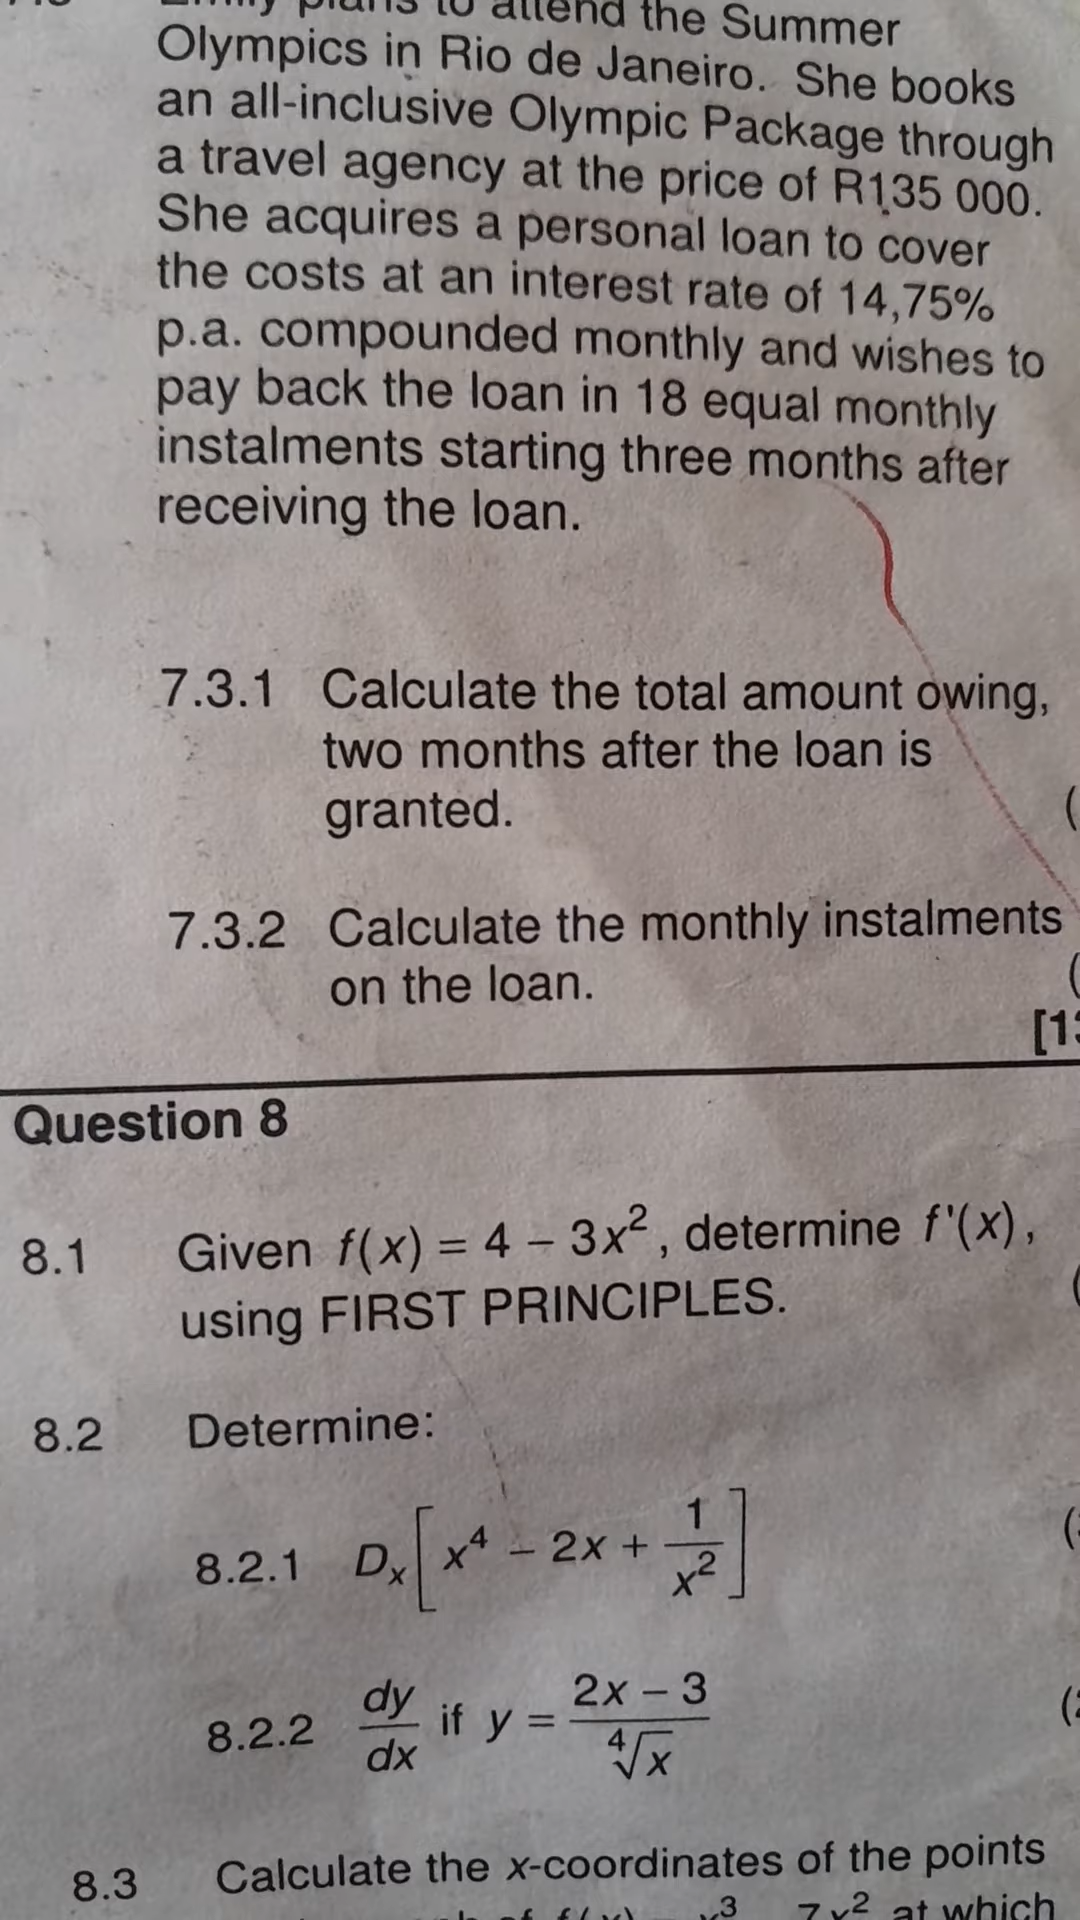 plans to attend the Summer
Olympics in Rio de Janeiro. She books
an all-inclusive Olympic Package through
a travel agency at the price of R135 000.
She acquires a personal loan to cover
the costs at an interest rate of 14,75%
p.a. compounded monthly and wishes to
pay back the loan in 18 equal monthly
instalments starting three months after
receiving the loan.
7.3.1 Calculate the total amount owing,
two months after the loan is
granted. (
7.3.2 Calculate the monthly instalments
on the loan. (
[13
Question 8
8.1 Given f(x) = 4 – 3x², determine f'(x),
using FIRST PRINCIPLES. (
8.2 Determine:
8.2.1 Dₓ[x⁴ – 2x + 1/x²] (
8.2.2 dy/dx if y = (2x – 3)/⁴√x (
8.3 Calculate the x-coordinates of the points
at which